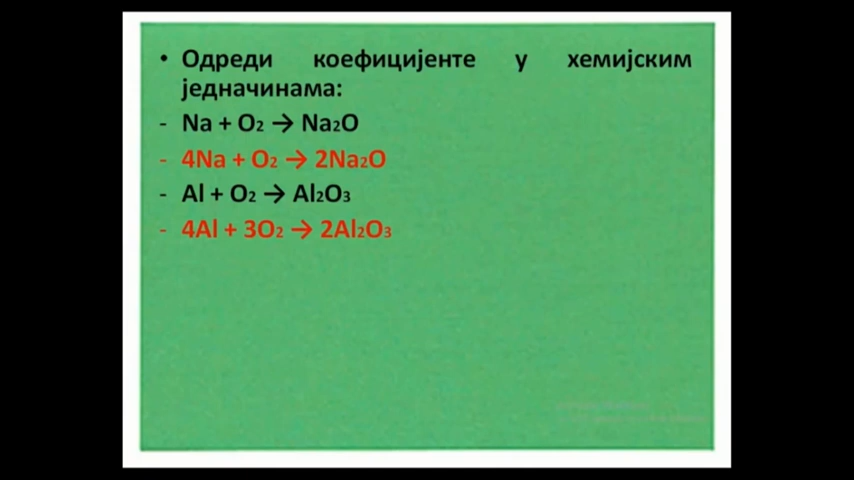 • Одреди коефицијенте у хемијским
једначинама:
- Na + O₂ → Na₂O
- 4Na + O₂ → 2Na₂O
- Al + O₂ → Al₂O₃
- 4Al + 3O₂ → 2Al₂O₃